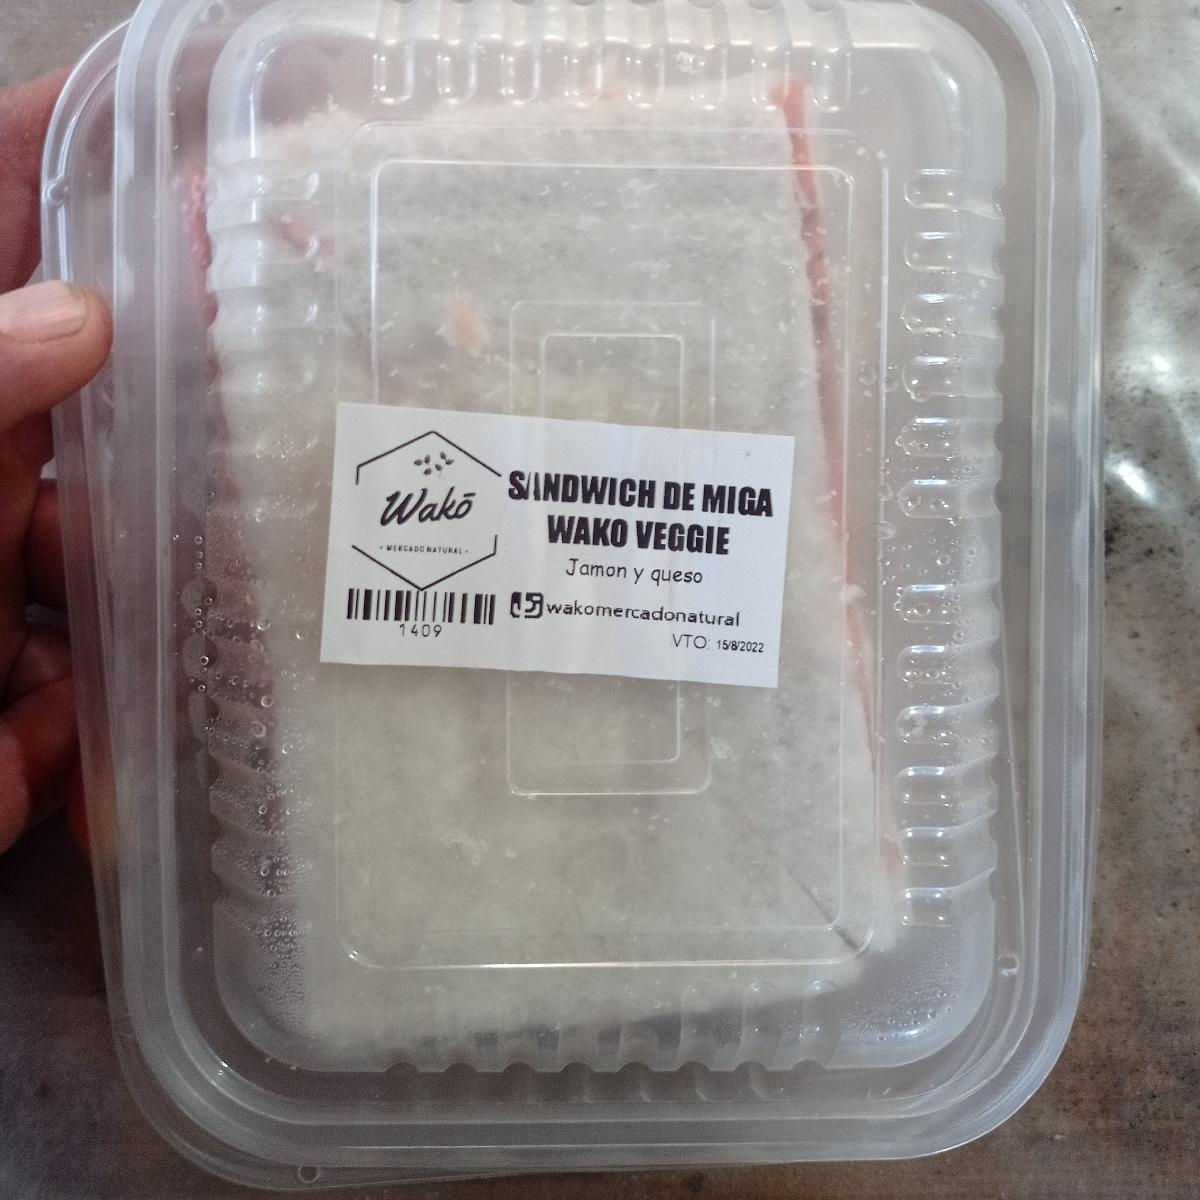 Wakō
• MERCADO NATURAL •
1409
SANDWICH DE MIGA
WAKO VEGGIE
Jamon y queso
wakomercadonatural
VTO: 15/8/2022